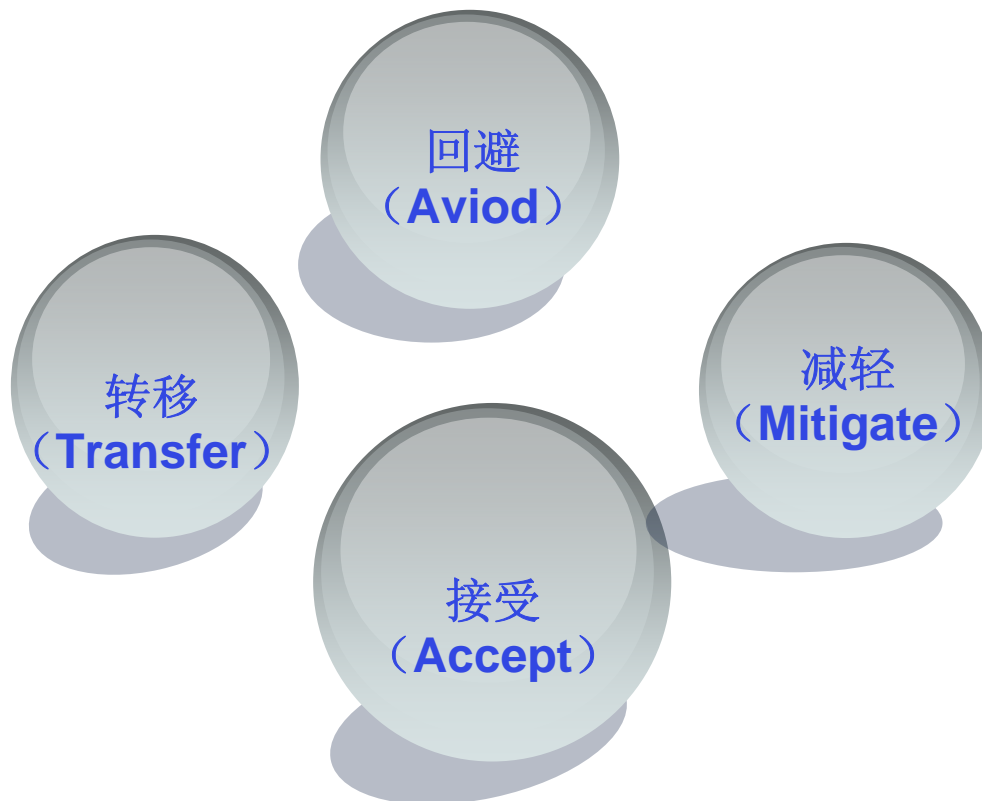 回避
（Aviod）
转移
（Transfer）
减轻
（Mitigate）
接受
（Accept）